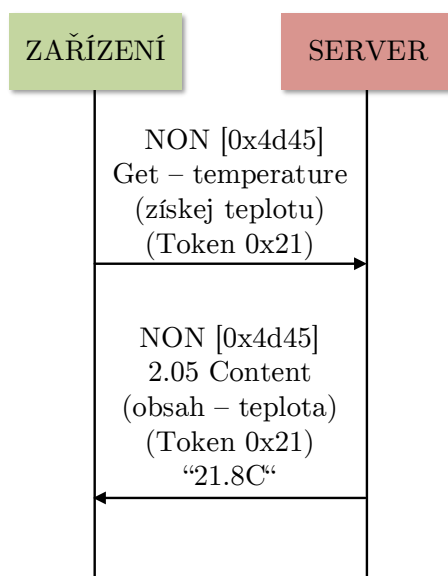 ZAŘÍZENÍ
SERVER
NON [0x4d45]
Get – temperature
(získej teplotu)
(Token 0x21)
NON [0x4d45]
2.05 Content
(obsah – teplota)
(Token 0x21)
“21.8C“